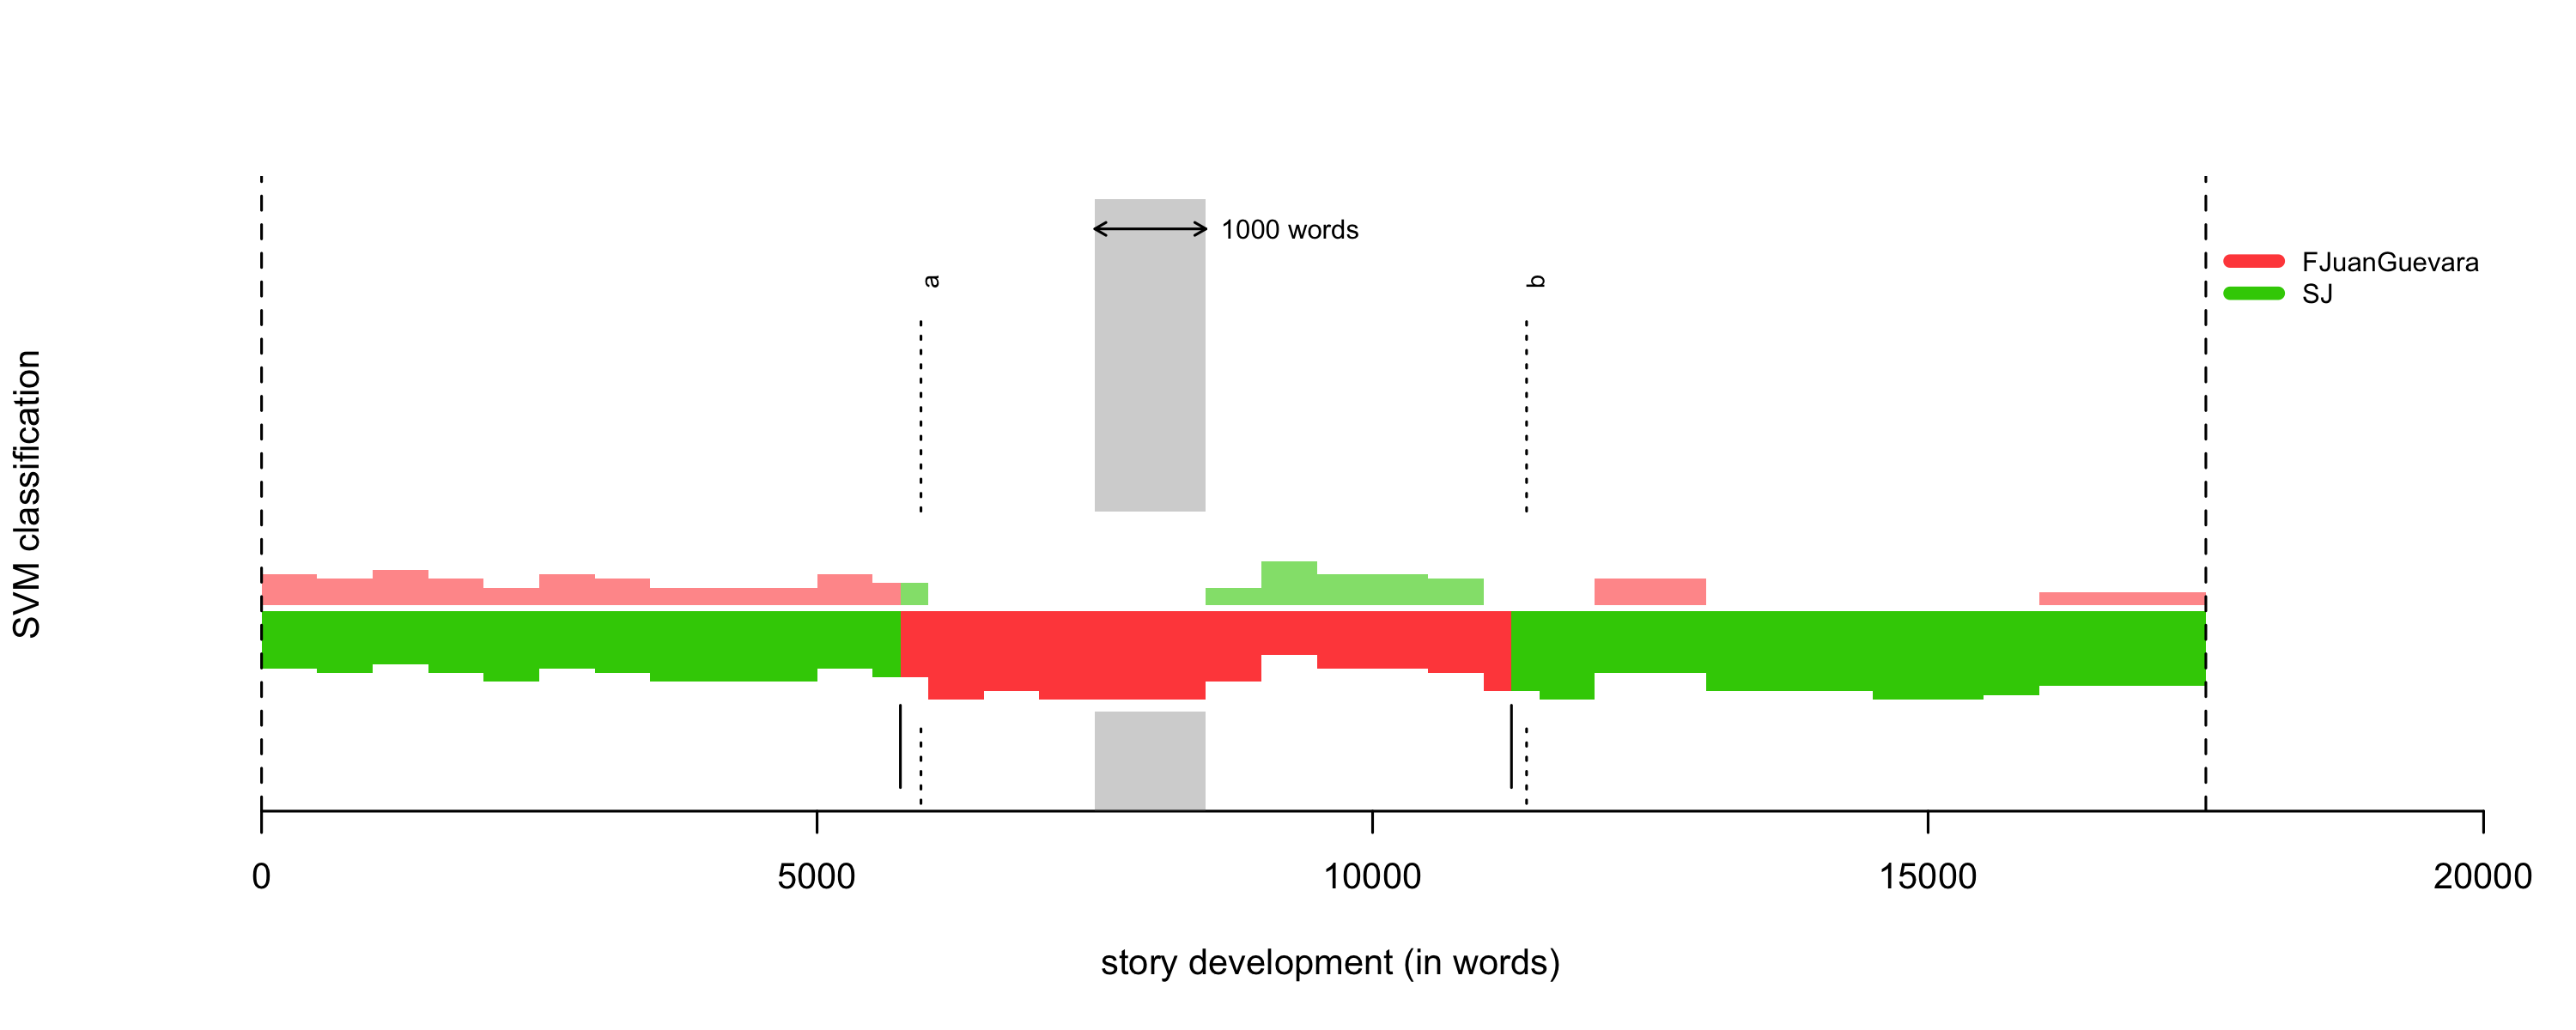 1000 words
a
b
FJuanGuevara
SJ
SVM classification
0
5000
10000
15000
20000
story development (in words)